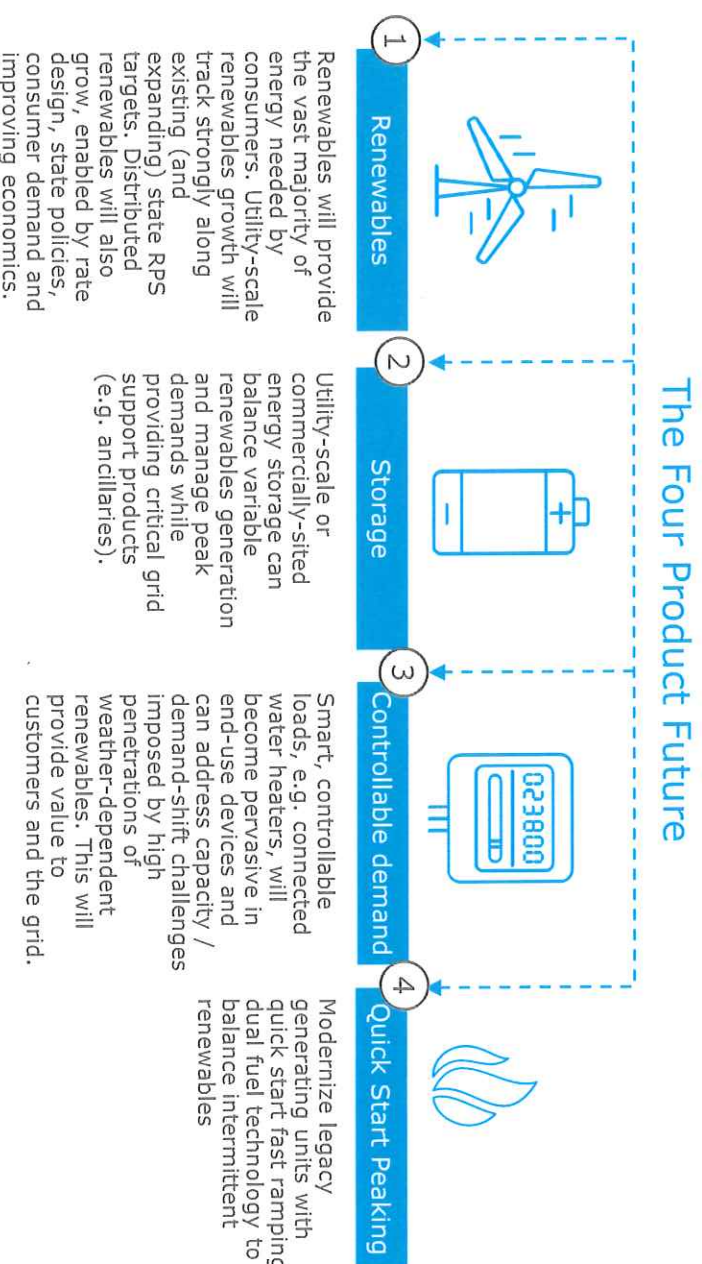 The Four Product Future
1
Renewables
Renewables will provide
the vast majority of
energy needed by
consumers. Utility-scale
renewables growth will
track strongly along
existing (and
expanding) state RPS
targets. Distributed
renewables will also
grow, enabled by rate
design, state policies,
consumer demand and
improving economics.
2
Storage
Utility-scale or
commercially-sited
energy storage can
balance variable
renewables generation
and manage peak
demands while
providing critical grid
support products
(e.g. ancillaries).
3
023800
Controllable demand
Smart, controllable
loads, e.g. connected
water heaters, will
become pervasive in
end-use devices and
can address capacity /
demand-shift challenges
imposed by high
penetrations of
weather-dependent
renewables. This will
provide value to
customers and the grid.
4
Quick Start Peaking
Modernize legacy
generating units with
quick start fast ramping
dual fuel technology to
balance intermittent
renewables